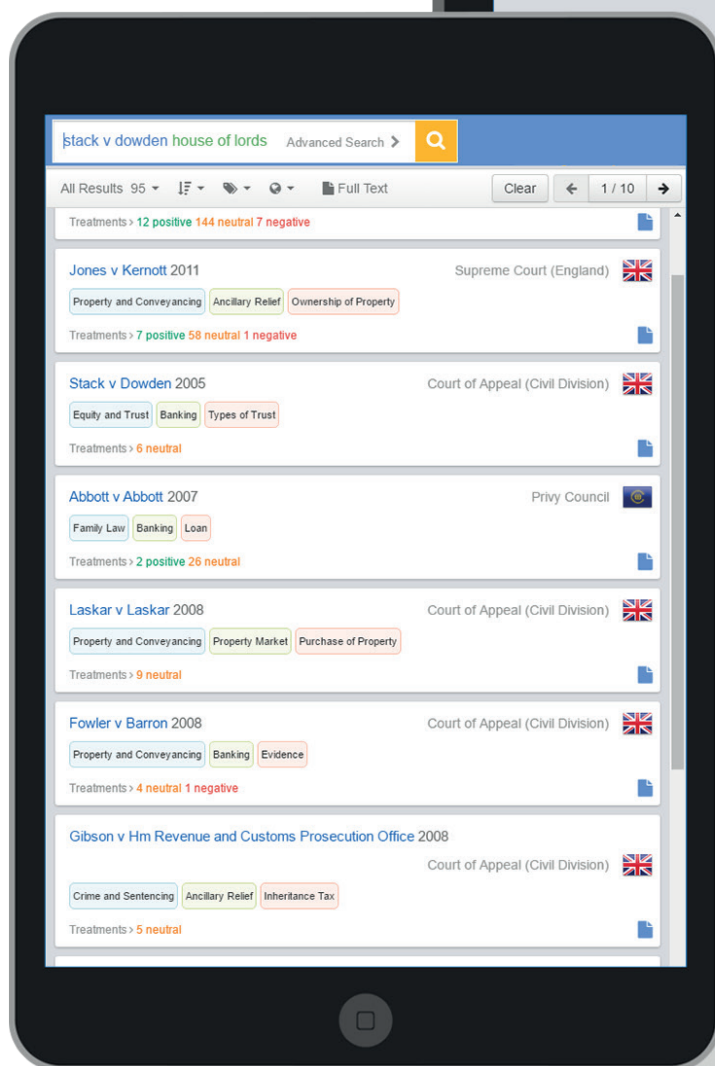 stack v dowden house of lords Advanced Search
All Results 95 Full Text Clear 1 / 10
Treatments > 12 positive 144 neutral 7 negative
Jones v Kernott 2011 Supreme Court (England)
Property and Conveyancing Ancillary Relief Ownership of Property
Treatments > 7 positive 58 neutral 1 negative
Stack v Dowden 2005 Court of Appeal (Civil Division)
Equity and Trust Banking Types of Trust
Treatments > 6 neutral
Abbott v Abbott 2007 Privy Council
Family Law Banking Loan
Treatments > 2 positive 26 neutral
Laskar v Laskar 2008 Court of Appeal (Civil Division)
Property and Conveyancing Property Market Purchase of Property
Treatments > 9 neutral
Fowler v Barron 2008 Court of Appeal (Civil Division)
Property and Conveyancing Banking Evidence
Treatments > 4 neutral 1 negative
Gibson v Hm Revenue and Customs Prosecution Office 2008
Court of Appeal (Civil Division)
Crime and Sentencing Ancillary Relief Inheritance Tax
Treatments > 5 neutral